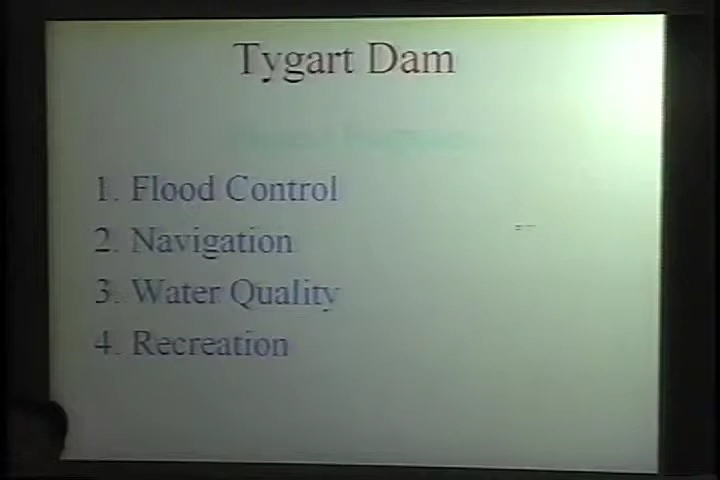 Tygart Dam
1. Flood Control
2. Navigation
3. Water Quality
4. Recreation